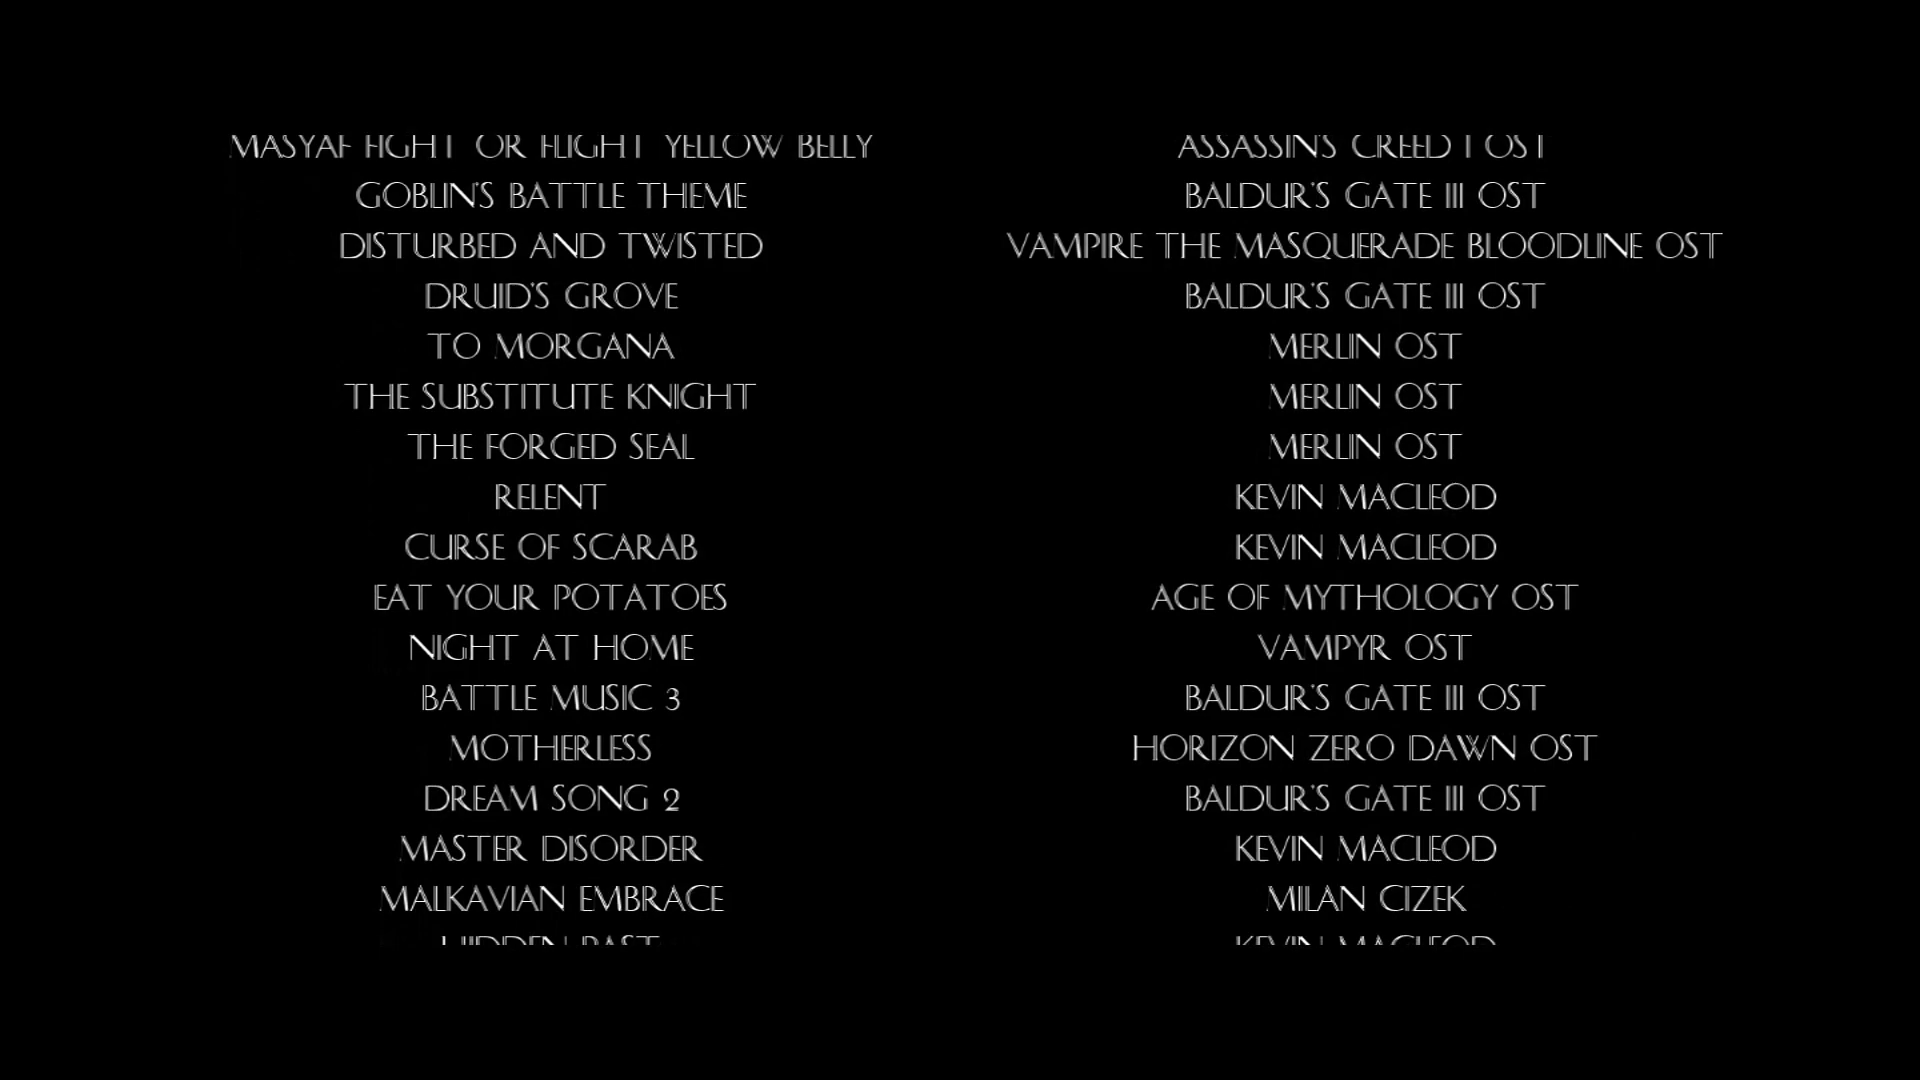 MASYAF FIGHT OR FLIGHT YELLOW BELLY ASSASSIN'S CREED I OST
GOBLIN'S BATTLE THEME BALDUR'S GATE III OST
DISTURBED AND TWISTED VAMPIRE THE MASQUERADE BLOODLINE OST
DRUID'S GROVE BALDUR'S GATE III OST
TO MORGANA MERLIN OST
THE SUBSTITUTE KNIGHT MERLIN OST
THE FORGED SEAL MERLIN OST
RELENT KEVIN MACLEOD
CURSE OF SCARAB KEVIN MACLEOD
EAT YOUR POTATOES AGE OF MYTHOLOGY OST
NIGHT AT HOME VAMPYR OST
BATTLE MUSIC 3 BALDUR'S GATE III OST
MOTHERLESS HORIZON ZERO DAWN OST
DREAM SONG 2 BALDUR'S GATE III OST
MASTER DISORDER KEVIN MACLEOD
MALKAVIAN EMBRACE MILAN CIZEK
HIDDEN PAST KEVIN MACLEOD